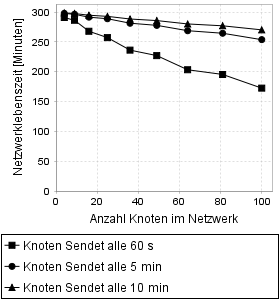 Netzwerklebenszeit [Minuten]
300
250
200
150
100
50
0
0 20 40 60 80 100
Anzahl Knoten im Netzwerk
Knoten Sendet alle 60 s
Knoten Sendet alle 5 min
Knoten Sendet alle 10 min